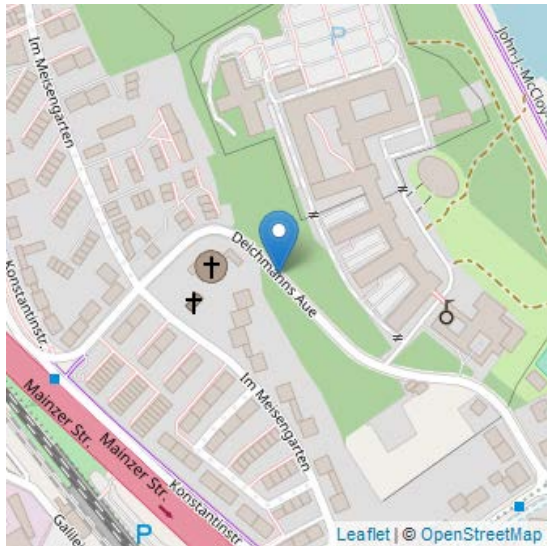 Im Meisengarten
P
John-J.-McCloy
Deichmanns Aue
Konstantinstr.
Mainzer Str.
Mainzer Str.
Im Meisengarten
Konstantinstr
P
Leaflet | © OpenStreetMap